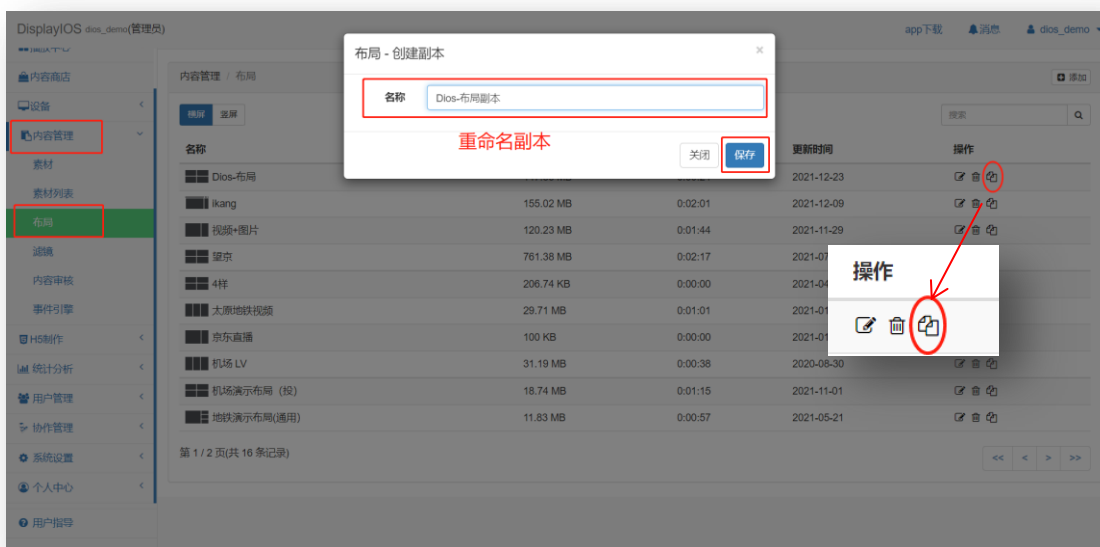 DisplayIOS dios_demo(管理员)
app下载 消息 dios_demo
内容商店
设备
内容管理
素材
素材列表
布局
滤镜
内容审核
事件引擎
H5制作
统计分析
用户管理
协作管理
系统设置
个人中心
用户指导
布局 - 创建副本 ×
名称 Dios-布局副本
重命名副本
关闭 保存
内容管理 / 布局 添加
横屏 竖屏 搜索
名称 更新时间 操作
Dios-布局 2021-12-23
ikang 155.02 MB 0:02:01 2021-12-09
视频+图片 120.23 MB 0:01:44 2021-11-29
望京 761.38 MB 0:02:17 2021-07
4样 206.74 KB 0:00:00 2021-04
太原地铁视频 29.71 MB 0:01:01 2021-01
京东直播 100 KB 0:00:00 2021-01
机场 LV 31.19 MB 0:00:38 2020-08-30
机场演示布局（投） 18.74 MB 0:01:15 2021-11-01
地铁演示布局(通用) 11.83 MB 0:00:57 2021-05-21
操作
第 1 / 2 页(共 16 条记录) << < > >>